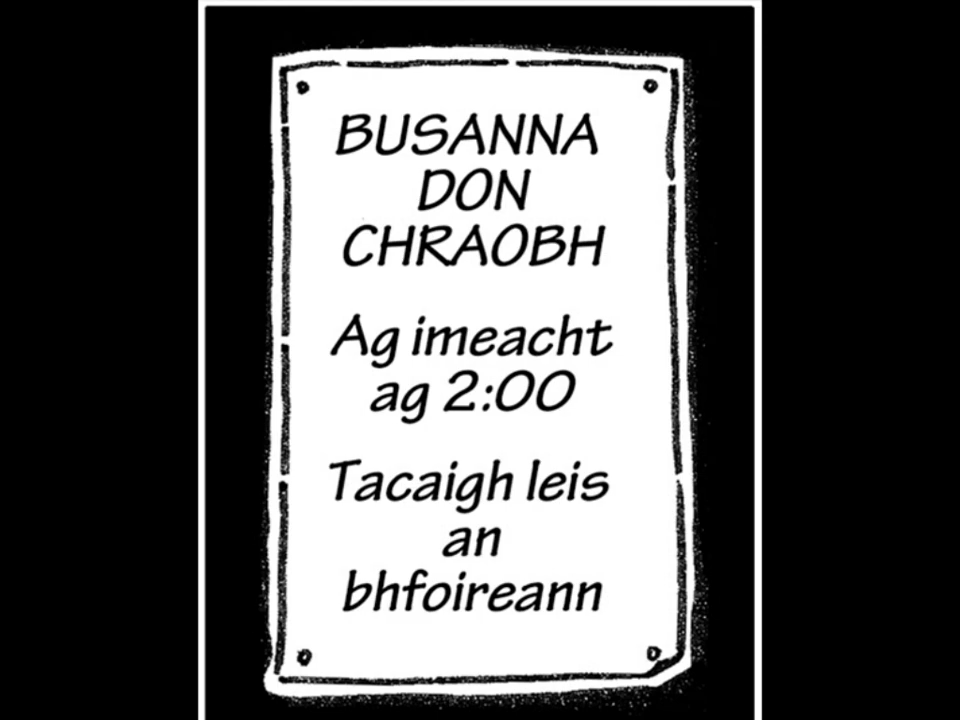 BUSANNA
DON
CHRAOBH
Ag imeacht
ag 2:00
Tacaigh leis
an
bhfoireann